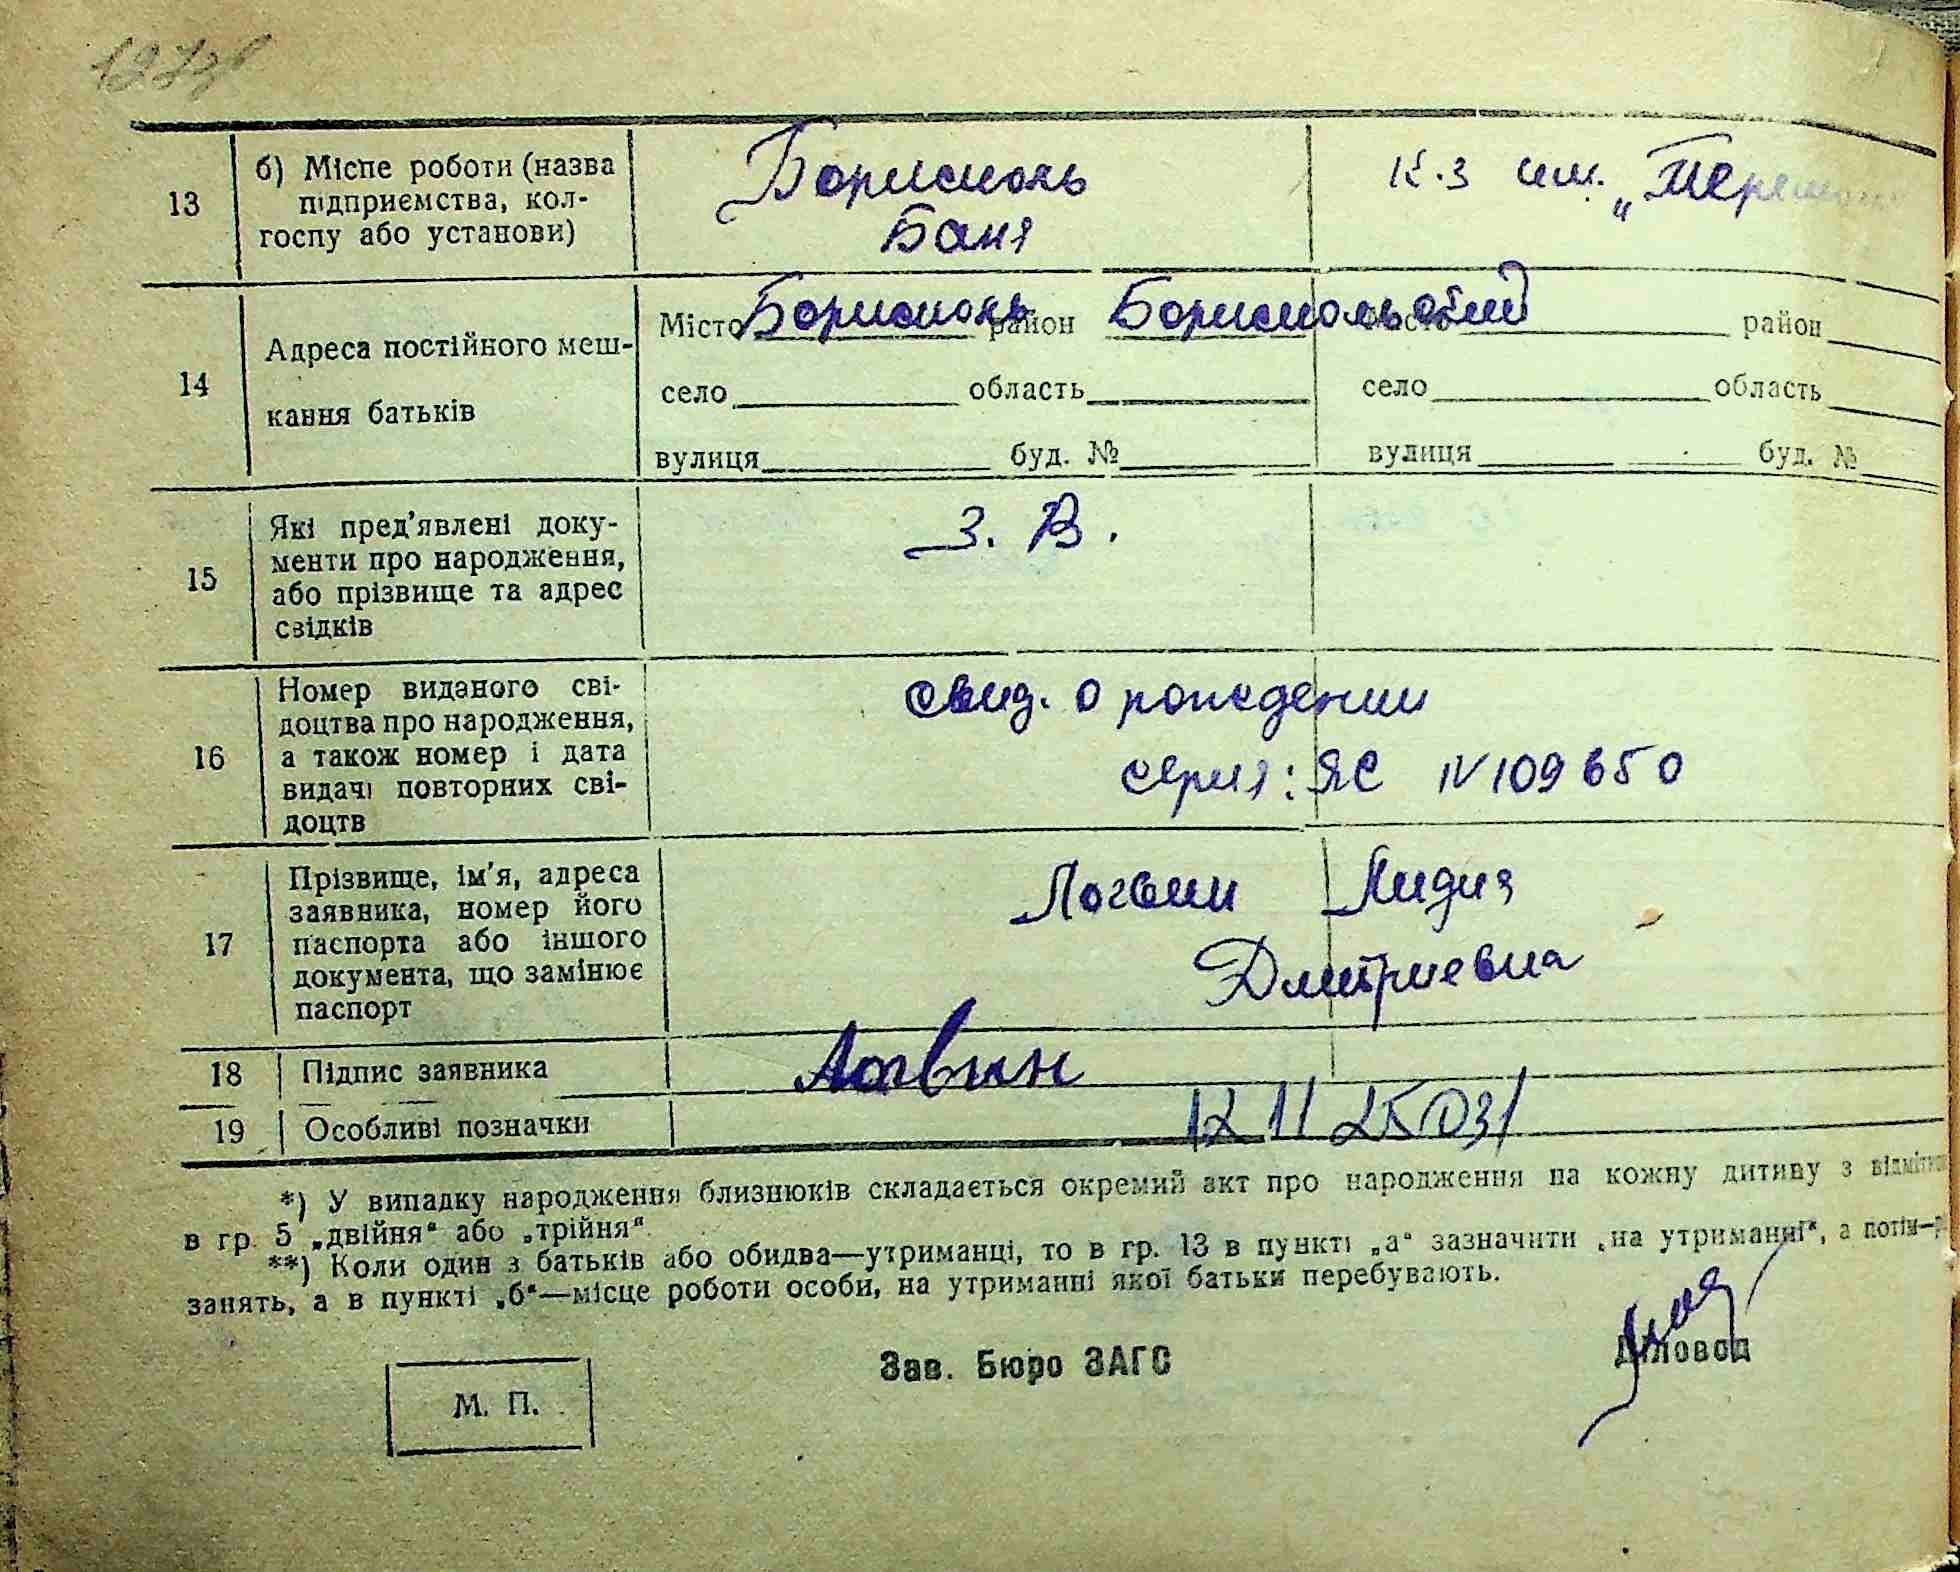 13 б) Місце роботи (назва підприємства, кол-
госпу або установи)
Борисполь
Баня
К.З им.
14 Адреса постійного меш-
кання батьків
Місто Борисполь район Бориспольский район
село область село область
вулиця буд. № вулиця буд. №
15 Які пред'явлені доку-
менти про народження,
або прізвище та адрес
свідків
З. В.
16 Номер виданого сві-
доцтва про народження,
а також номер і дата
видачі повторних сві-
доцтв
свид. о рождении
серия: ЯС N 109650
17 Прізвище, ім'я, адреса
заявника, номер його
паспорта або іншого
документа, що замінює
паспорт
Логвин Лидия
Дмитриевна
18 Підпис заявника
Логвин
19 Особливі позначки
*) У випадку народження близнюків складається окремий акт про народження на кожну дитину з
в гр. 5 „двійня“ або „трійня“.
**) Коли один з батьків або обидва—утриманці, то в гр. 13 в пункті „а“ зазначити „на утриманні“, а потім—
занять, а в пункті „б“—місце роботи особи, на утриманні якої батьки перебувають.
Зав. Бюро ЗАГС
Діловод
М. П.